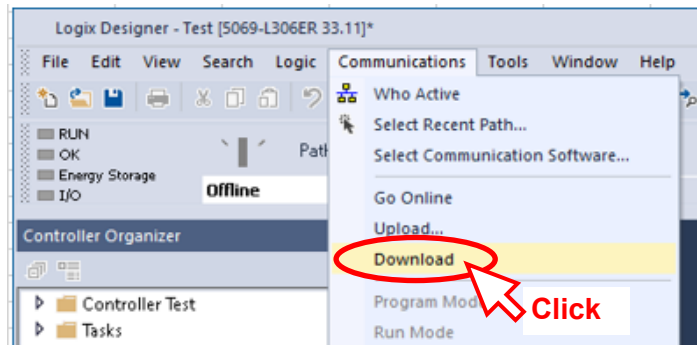 Logix Designer - Test [5069-L306ER 33.11]*
File Edit View Search Logic Communications Tools Window Help
Who Active
RUN
Select Recent Path...
OK
Path
Select Communication Software...
Energy Storage
I/O
Offline
Go Online
Controller Organizer
Upload...
Download
Click
Controller Test
Program Mod
Tasks
Run Mode